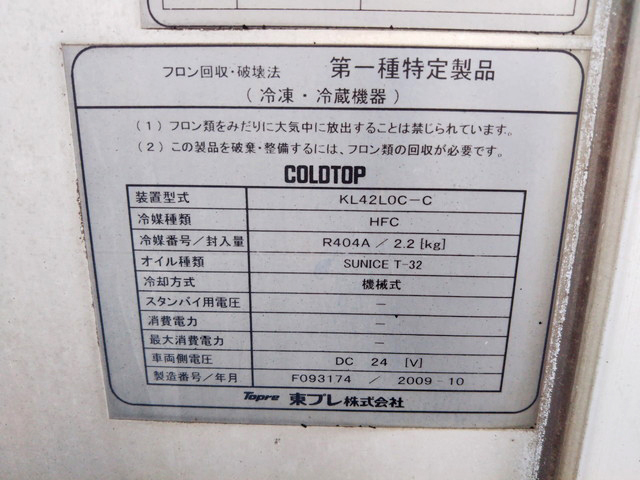 フロン回収・破壊法 第一種特定製品
(冷凍・冷蔵機器)
(1) フロン類をみだりに大気中に放出することは禁じられています。
(2) この製品を破棄・整備するには、フロン類の回収が必要です。
COLDTOP
装置型式 KL42LOC-C
冷媒種類 HFC
冷媒番号/封入量 R404A / 2.2 [kg]
オイル種類 SUNICE T-32
冷却方式 機械式
スタンバイ用電圧 -
消費電力 -
最大消費電力 -
車両側電圧 DC 24 [V]
製造番号/年月 F093174 / 2009-10
Topre 東プレ株式会社